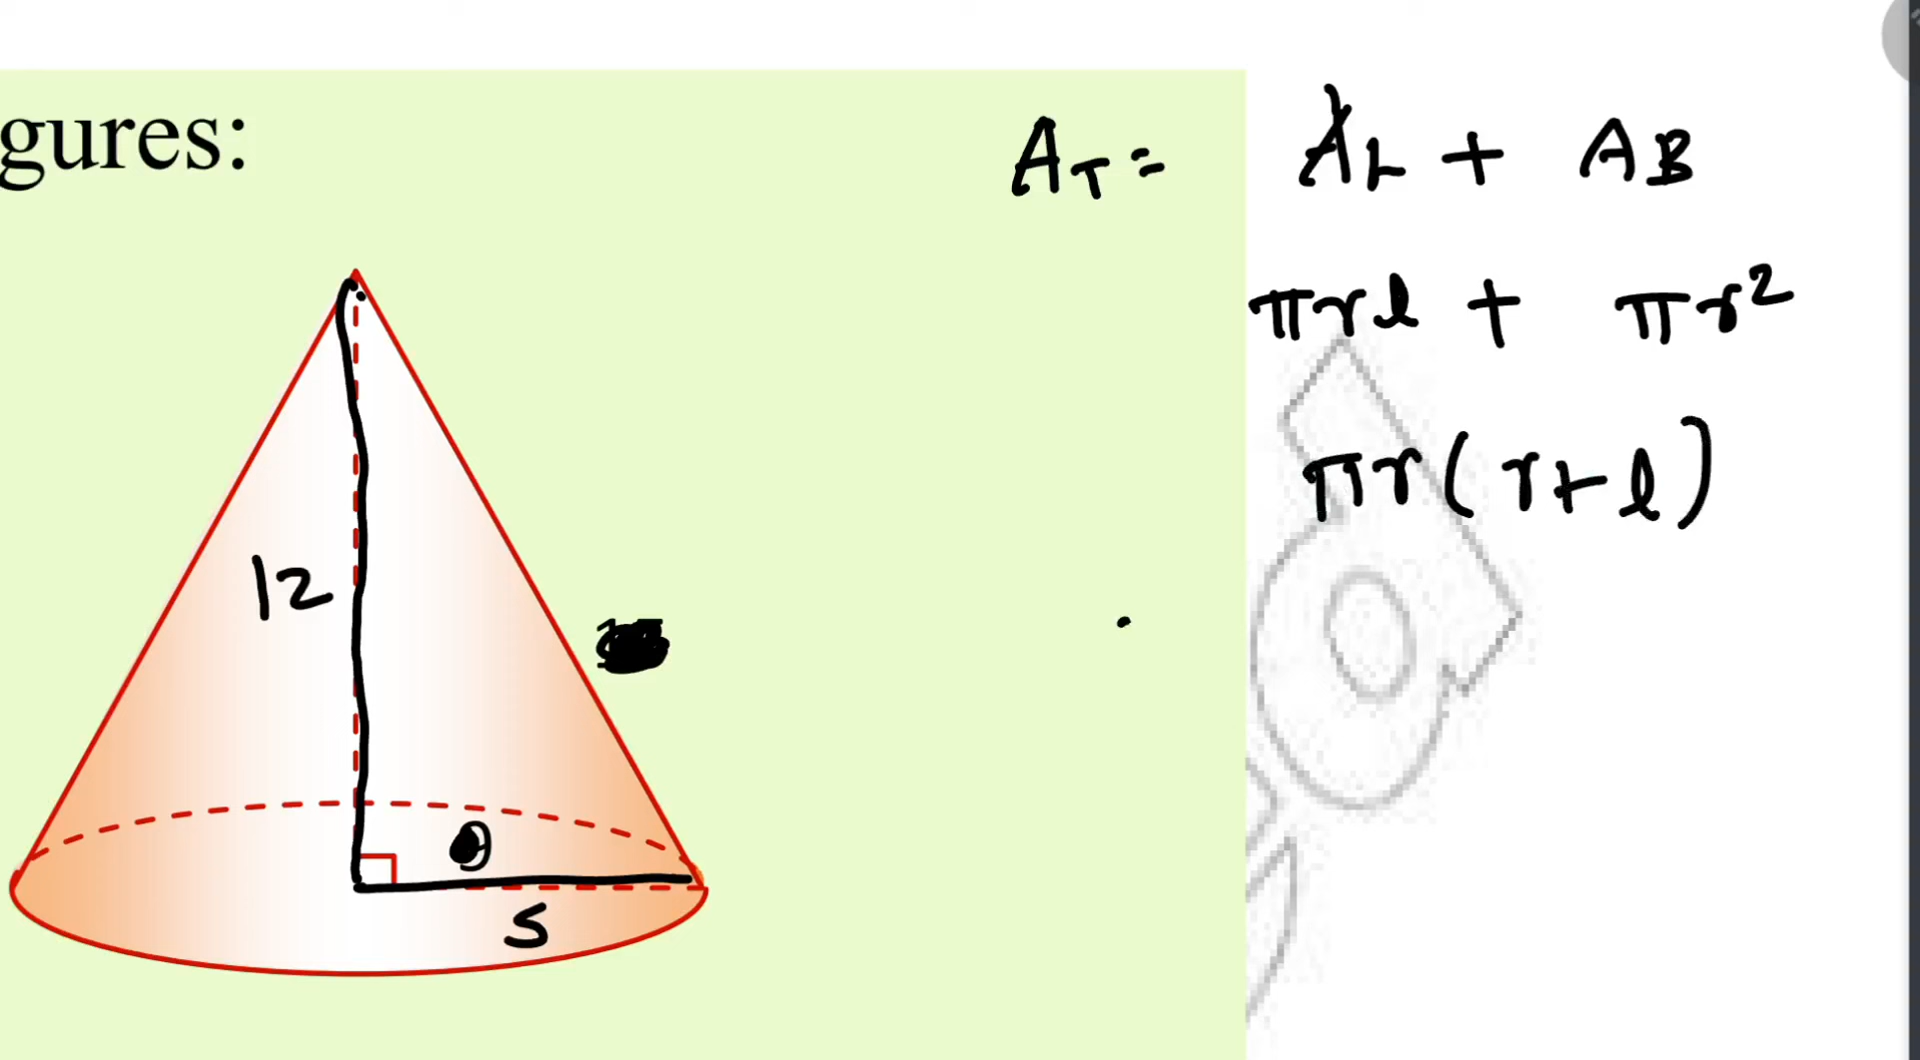 gures:
A_T = A_L + AB
πrl + πr²
πr(r+l)
12
5